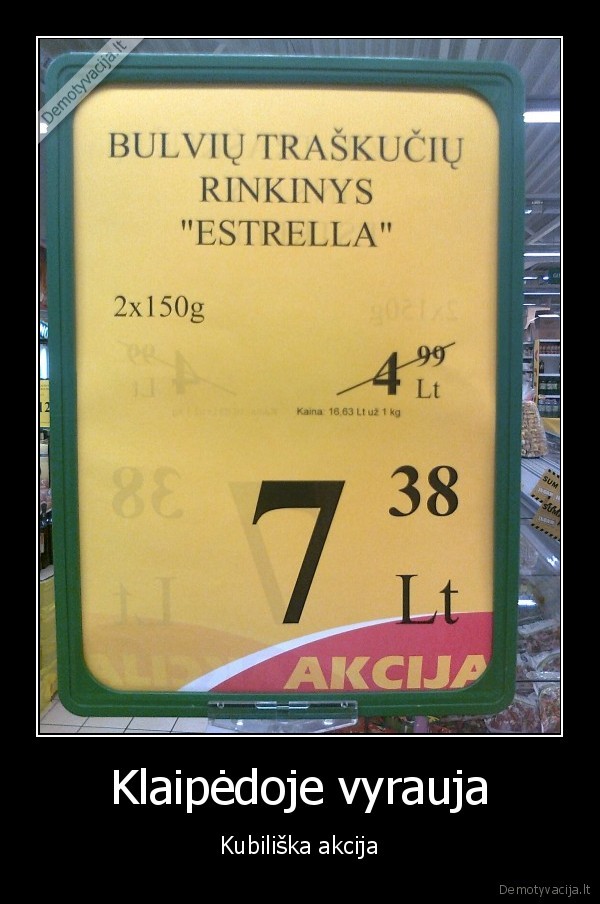 Demotyvacija.lt
BULVIŲ TRAŠKUČIŲ
RINKINYS
"ESTRELLA"
2x150g
4 99
Lt
Kaina: 16,63 Lt už 1 kg
7 38
Lt
AKCIJA
Klaipėdoje vyrauja
Kubiliška akcija
Demotyvacija.lt